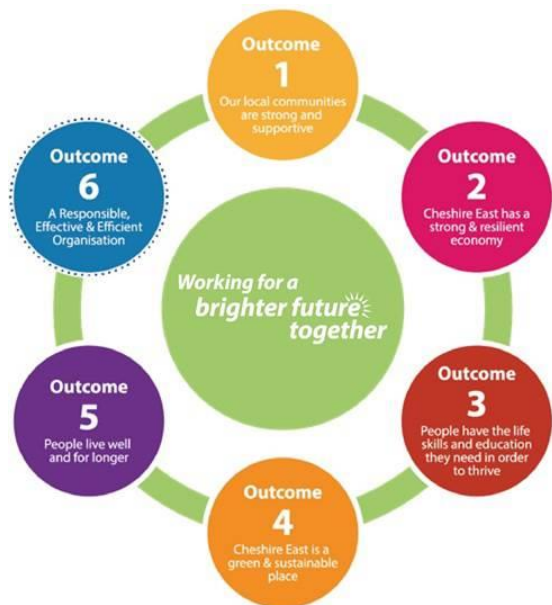 Outcome
1
Our local communities
are strong and
supportive
Outcome
2
Cheshire East has a
strong & resilient
economy
Outcome
3
People have the life
skills and education
they need in order
to thrive
Outcome
4
Cheshire East is a
green & sustainable
place
Outcome
5
People live well
and for longer
Outcome
6
A Responsible,
Effective & Efficient
Organisation
Working for a
brighter future
together